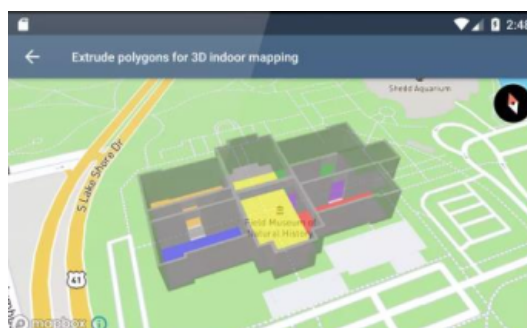 2:48
Extrude polygons for 3D indoor mapping
Shedd Aquarium
S Lake Shore Dr
Field Museum of
Natural History
41
mapbox